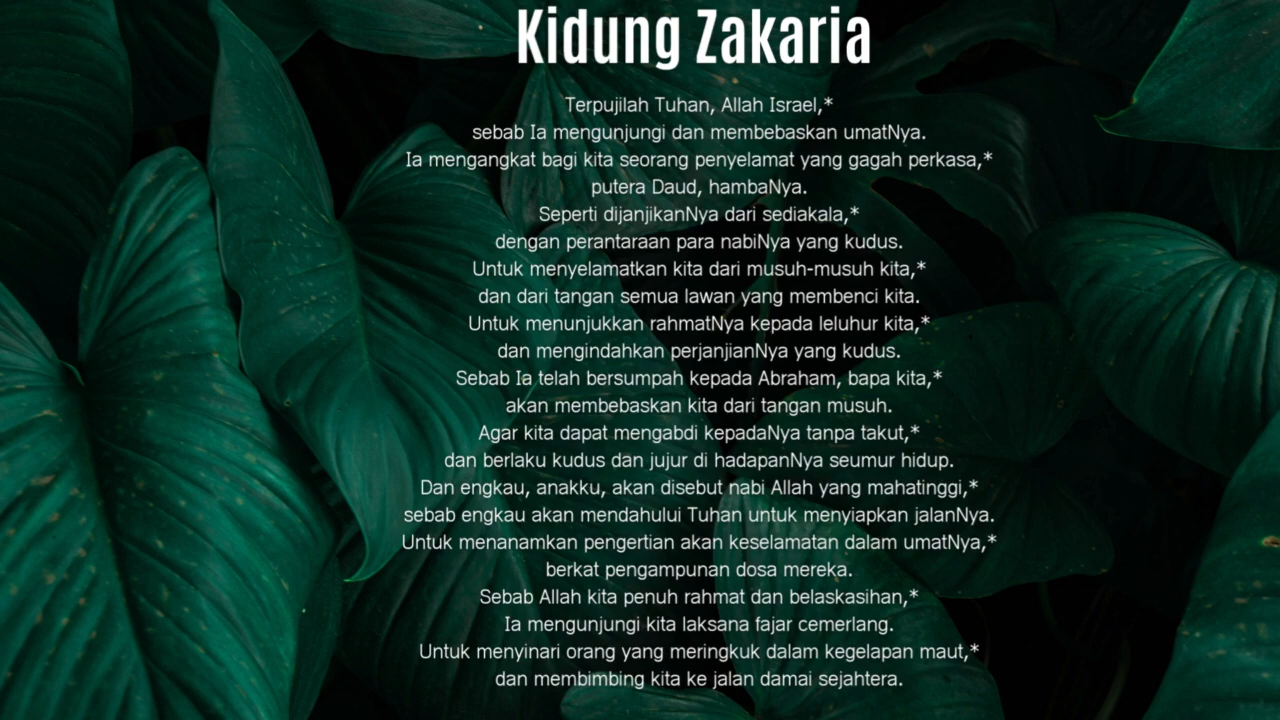 Kidung Zakaria
Terpujilah Tuhan, Allah Israel,*
sebab Ia mengunjungi dan membebaskan umatNya.
Ia mengangkat bagi kita seorang penyelamat yang gagah perkasa,*
putera Daud, hambaNya.
Seperti dijanjikanNya dari sediakala,*
dengan perantaraan para nabiNya yang kudus.
Untuk menyelamatkan kita dari musuh-musuh kita,*
dan dari tangan semua lawan yang membenci kita.
Untuk menunjukkan rahmatNya kepada leluhur kita,*
dan mengindahkan perjanjianNya yang kudus.
Sebab Ia telah bersumpah kepada Abraham, bapa kita,*
akan membebaskan kita dari tangan musuh.
Agar kita dapat mengabdi kepadaNya tanpa takut,*
dan berlaku kudus dan jujur di hadapanNya seumur hidup.
Dan engkau, anakku, akan disebut nabi Allah yang mahatinggi,*
sebab engkau akan mendahului Tuhan untuk menyiapkan jalanNya.
Untuk menanamkan pengertian akan keselamatan dalam umatNya,*
berkat pengampunan dosa mereka.
Sebab Allah kita penuh rahmat dan belaskasihan,*
Ia mengunjungi kita laksana fajar cemerlang.
Untuk menyinari orang yang meringkuk dalam kegelapan maut,*
dan membimbing kita ke jalan damai sejahtera.